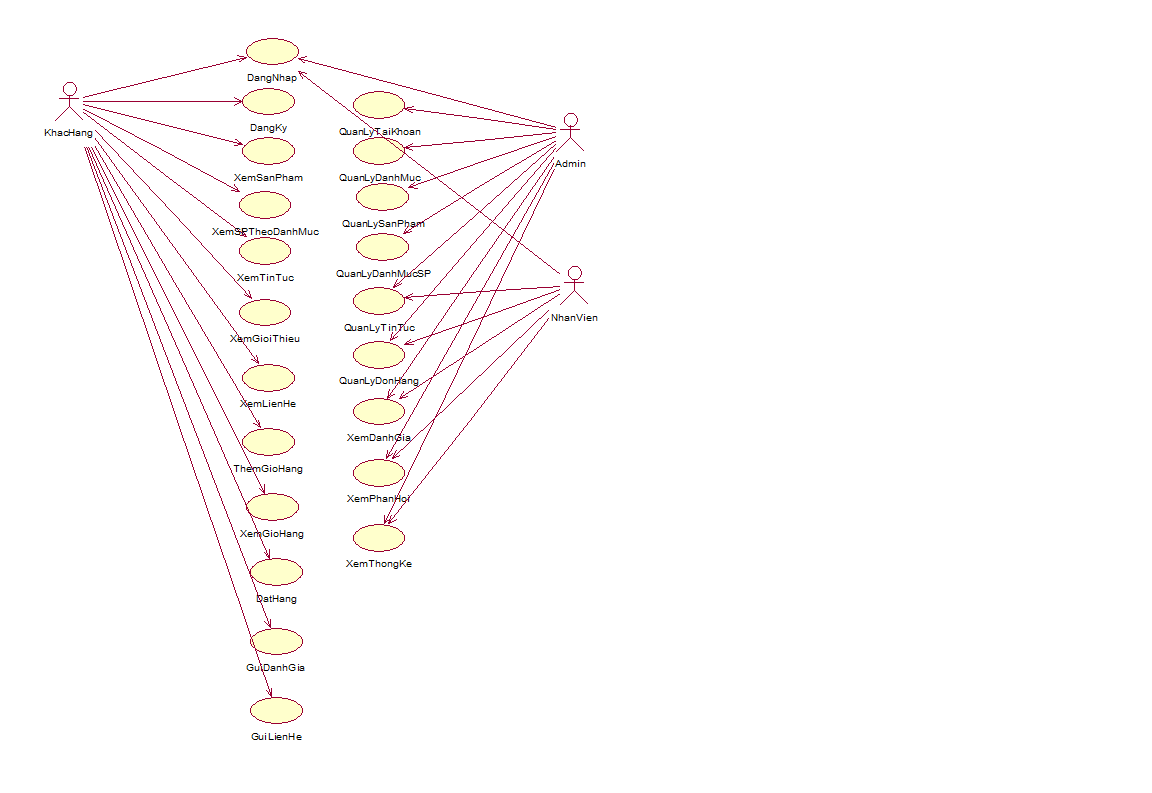 DangNhap
KhacHang
DangKy
QuanLyTaiKhoan
Admin
XemSanPham
QuanLyDanhMuc
XemSPTheoDanhMuc
QuanLySanPham
XemTinTuc
QuanLyDanhMucSP
NhanVien
XemGioiThieu
QuanLyTinTuc
QuanLyDonHang
XemLienHe
XemDanhGia
ThemGioHang
XemPhanHoi
XemGioHang
XemThongKe
DatHang
GuiDanhGia
GuiLienHe